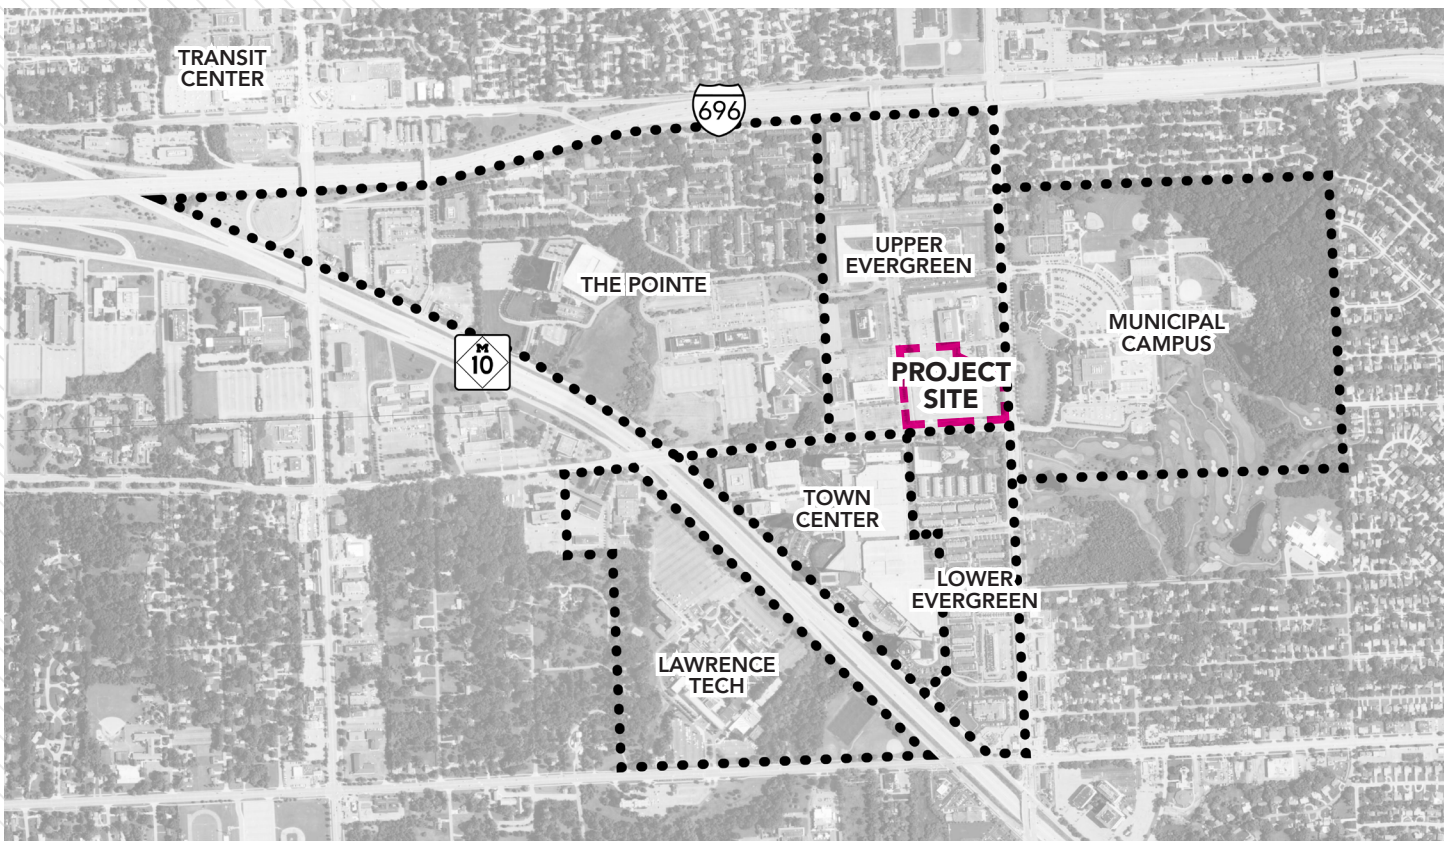 TRANSIT
CENTER
696
UPPER
EVERGREEN
THE POINTE
MUNICIPAL
CAMPUS
M
10
PROJECT
SITE
TOWN
CENTER
LOWER
EVERGREEN
LAWRENCE
TECH